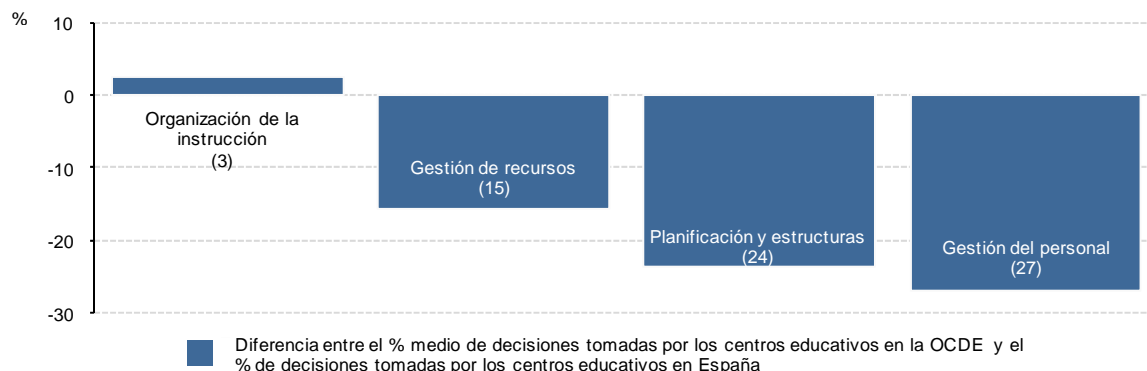 %
10
0
-10
-20
-30
Organización de la
instrucción
(3)
Gestión de recursos
(15)
Planificación y estructuras
(24)
Gestión del personal
(27)
Diferencia entre el % medio de decisiones tomadas por los centros educativos en la OCDE y el
% de decisiones tomadas por los centros educativos en España